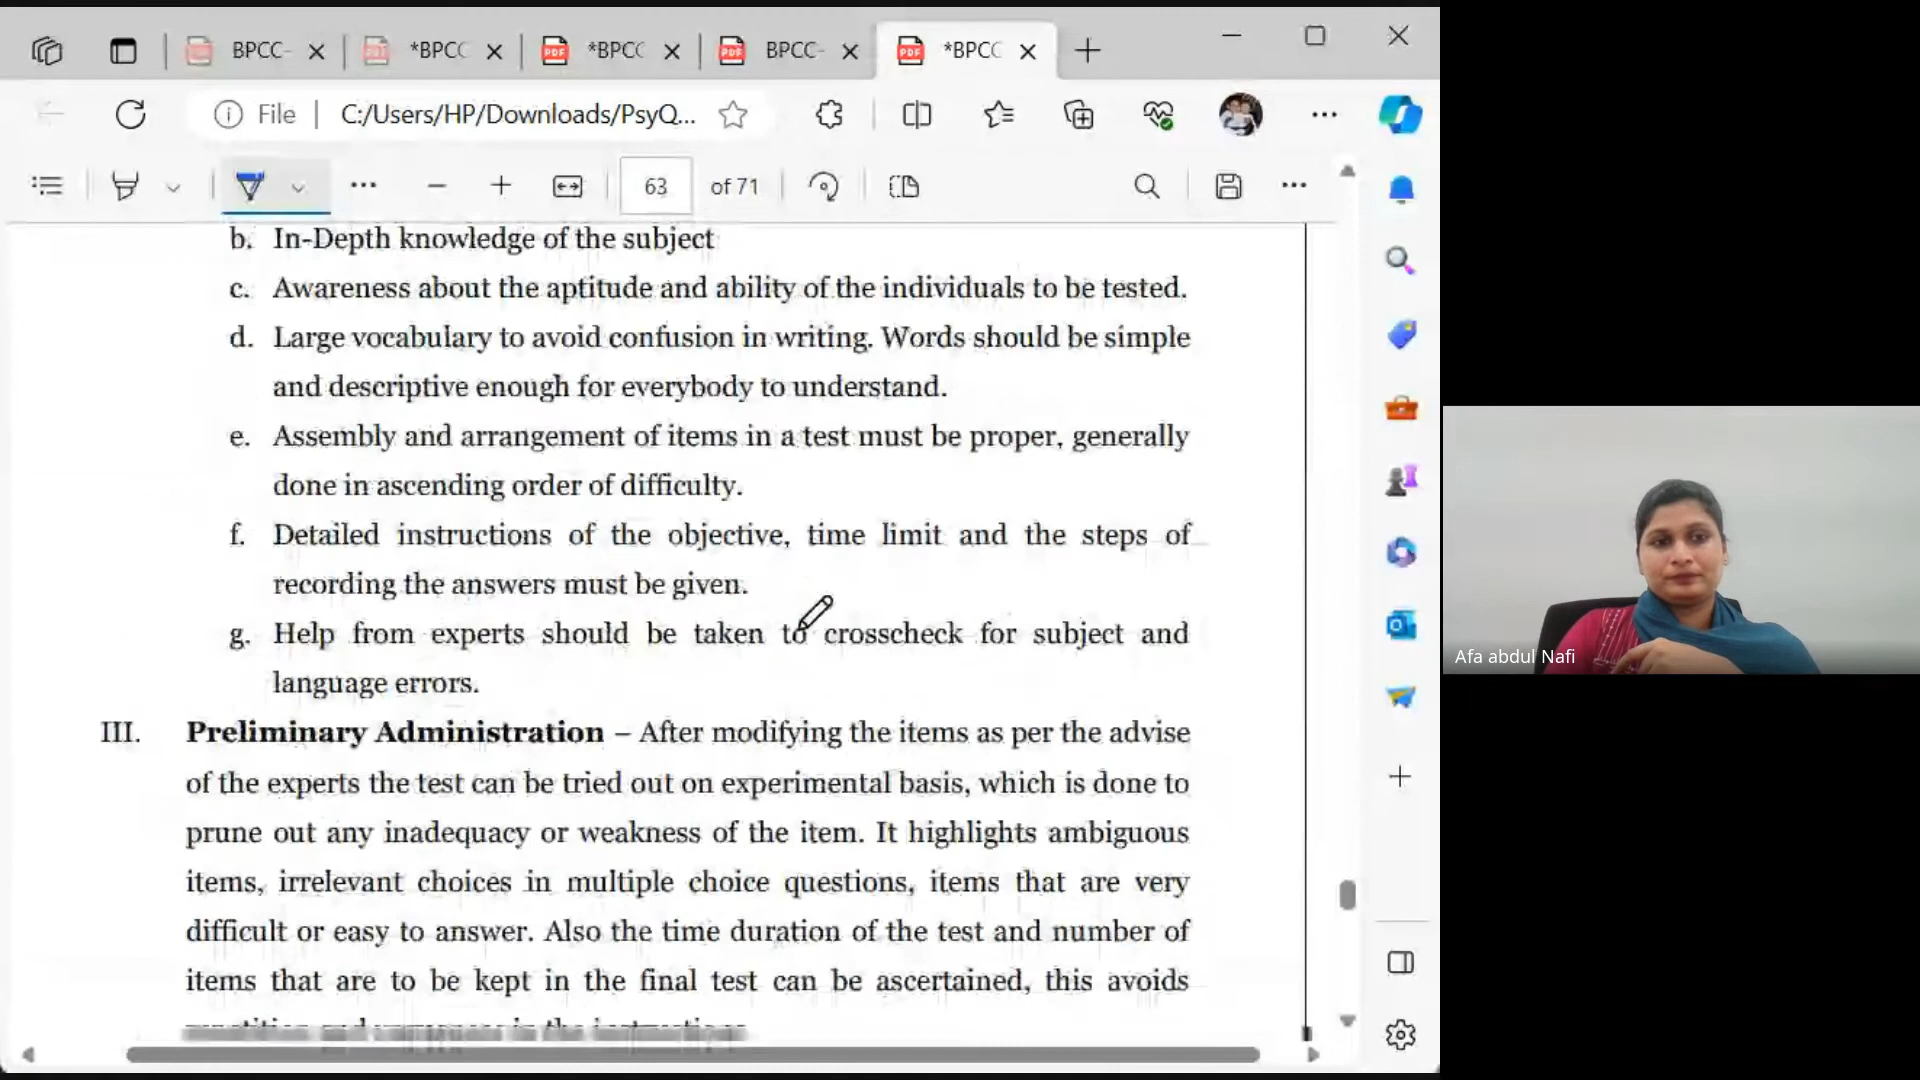 BPCC-
*BPCC
*BPCC
BPCC-
*BPCC
File
C:/Users/HP/Downloads/PsyQ...
63
of 71
b. In-Depth knowledge of the subject
c. Awareness about the aptitude and ability of the individuals to be tested.
d. Large vocabulary to avoid confusion in writing. Words should be simple
and descriptive enough for everybody to understand.
e. Assembly and arrangement of items in a test must be proper, generally
done in ascending order of difficulty.
f. Detailed instructions of the objective, time limit and the steps of
recording the answers must be given.
g. Help from experts should be taken to crosscheck for subject and
language errors.
III. Preliminary Administration – After modifying the items as per the advise
of the experts the test can be tried out on experimental basis, which is done to
prune out any inadequacy or weakness of the item. It highlights ambiguous
items, irrelevant choices in multiple choice questions, items that are very
difficult or easy to answer. Also the time duration of the test and number of
items that are to be kept in the final test can be ascertained, this avoids
Afa abdul Nafi